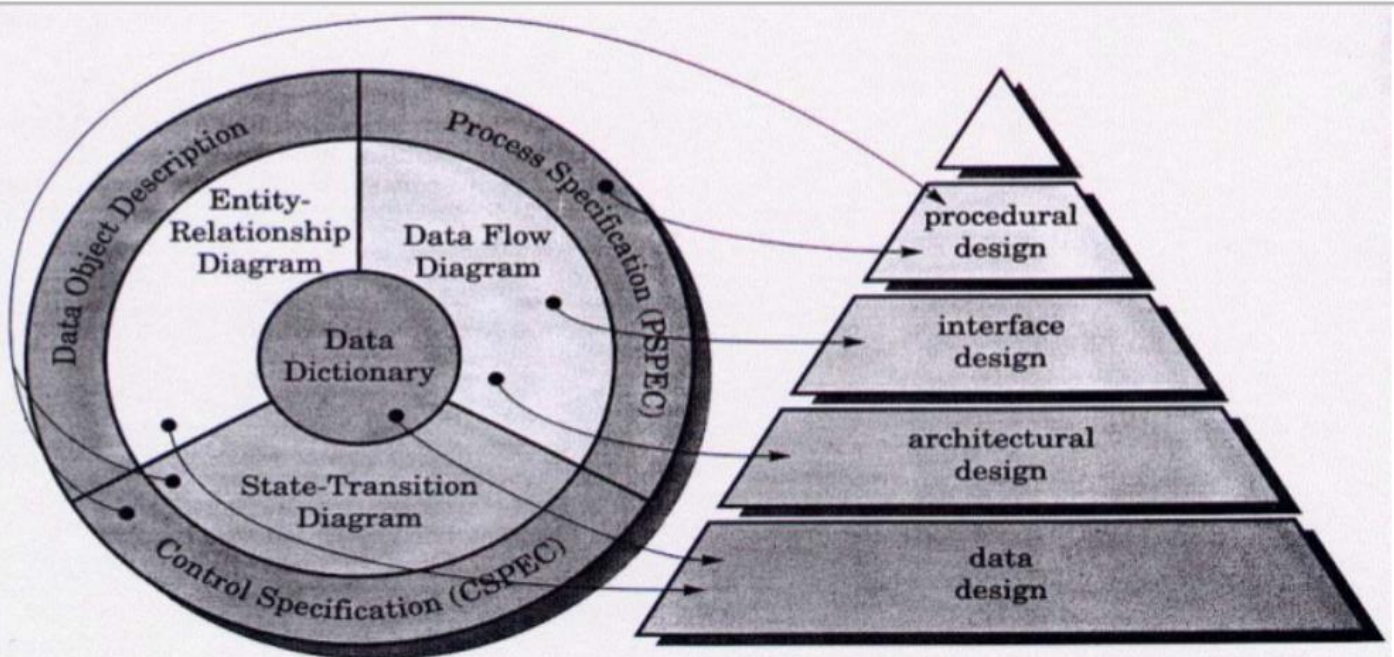 Data Object Description
Process Specification (PSPEC)
Entity-
Relationship
Diagram
Data Flow
Diagram
Data
Dictionary
State-Transition
Diagram
Control Specification (CSPEC)
procedural
design
interface
design
architectural
design
data
design